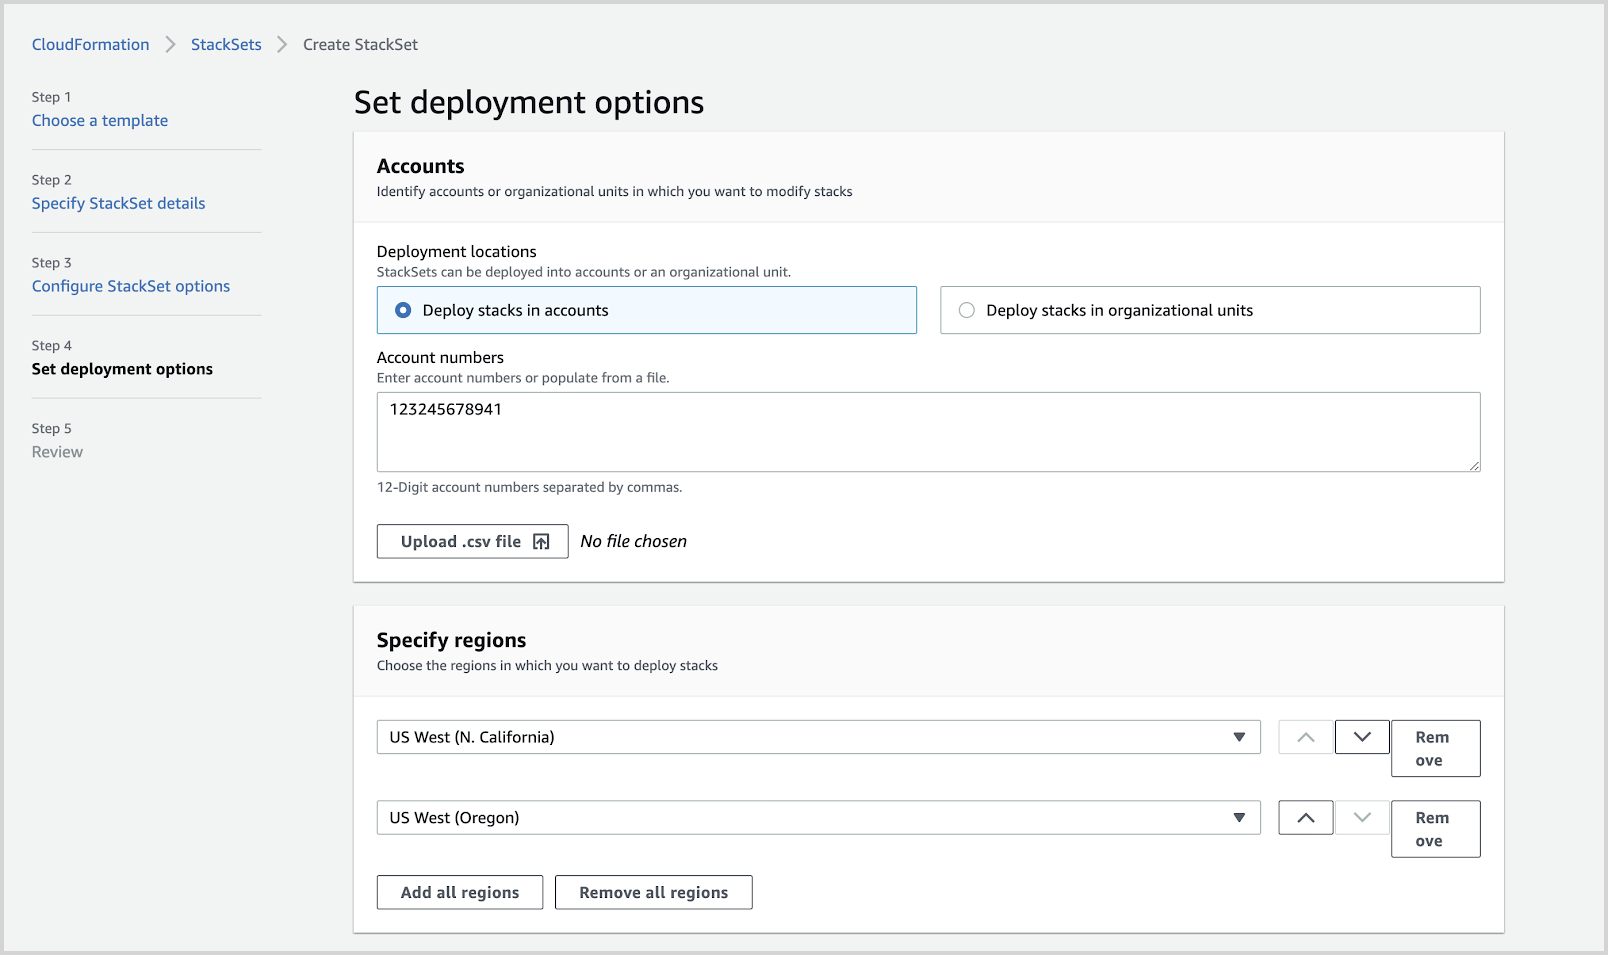 CloudFormation > StackSets > Create StackSet
Step 1
Choose a template
Step 2
Specify StackSet details
Step 3
Configure StackSet options
Step 4
Set deployment options
Step 5
Review
Set deployment options
Accounts
Identify accounts or organizational units in which you want to modify stacks
Deployment locations
StackSets can be deployed into accounts or an organizational unit.
Deploy stacks in accounts
Deploy stacks in organizational units
Account numbers
Enter account numbers or populate from a file.
123245678941
12-Digit account numbers separated by commas.
Upload .csv file No file chosen
Specify regions
Choose the regions in which you want to deploy stacks
US West (N. California)
Rem
ove
US West (Oregon)
Rem
ove
Add all regions
Remove all regions